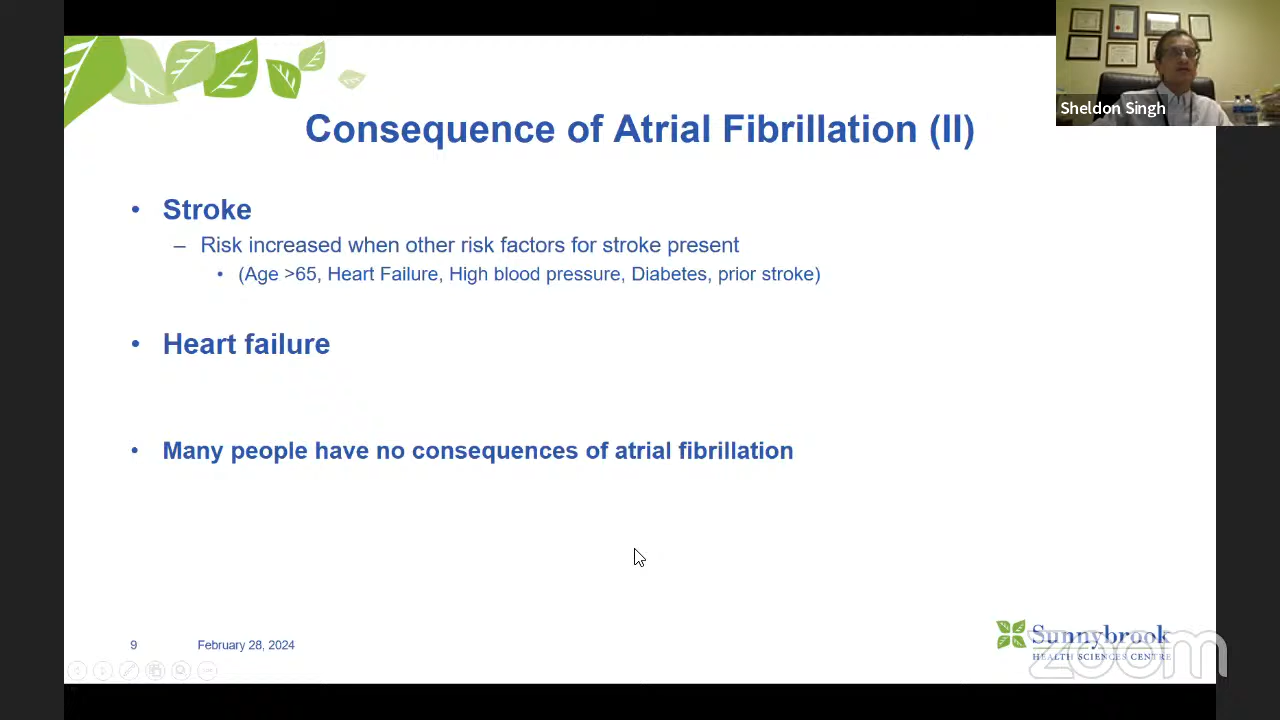 Sheldon Singh
Consequence of Atrial Fibrillation (II)
• Stroke
– Risk increased when other risk factors for stroke present
• (Age >65, Heart Failure, High blood pressure, Diabetes, prior stroke)
• Heart failure
• Many people have no consequences of atrial fibrillation
9 February 28, 2024
Sunnybrook
HEALTH SCIENCES CENTRE
zoom